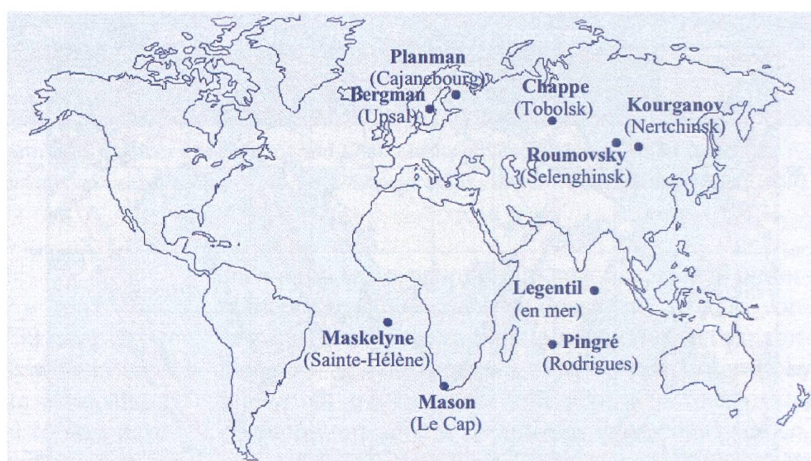 Planman
(Cajanebourg)
Bergman
(Upsal)
Chappe
(Tobolsk)
Kourganov
(Nertchinsk)
Roumovsky
(Selenghinsk)
Legentil
(en mer)
Maskelyne
(Sainte-Hélène)
Pingré
(Rodrigues)
Mason
(Le Cap)